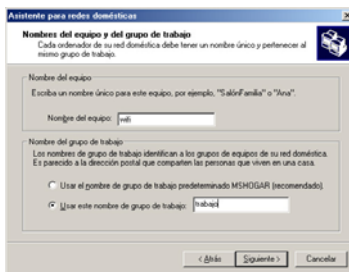 Asistente para redes domésticas
Nombres del equipo y del grupo de trabajo
Cada ordenador de su red doméstica debe tener un nombre único y pertenecer al
mismo grupo de trabajo.
Nombre del equipo
Escriba un nombre único para este equipo, por ejemplo, "SalónFamilia" o "Ana".
Nombre del equipo: wifi
Nombre del grupo de trabajo
Los nombres de grupo de trabajo identifican a los grupos de equipos de su red doméstica.
Es parecido a la dirección postal que comparten las personas que viven en una casa.
Usar el nombre de grupo de trabajo predeterminado MSHOGAR (recomendado).
Usar este nombre de grupo de trabajo: trabajo
< Atrás Siguiente > Cancelar